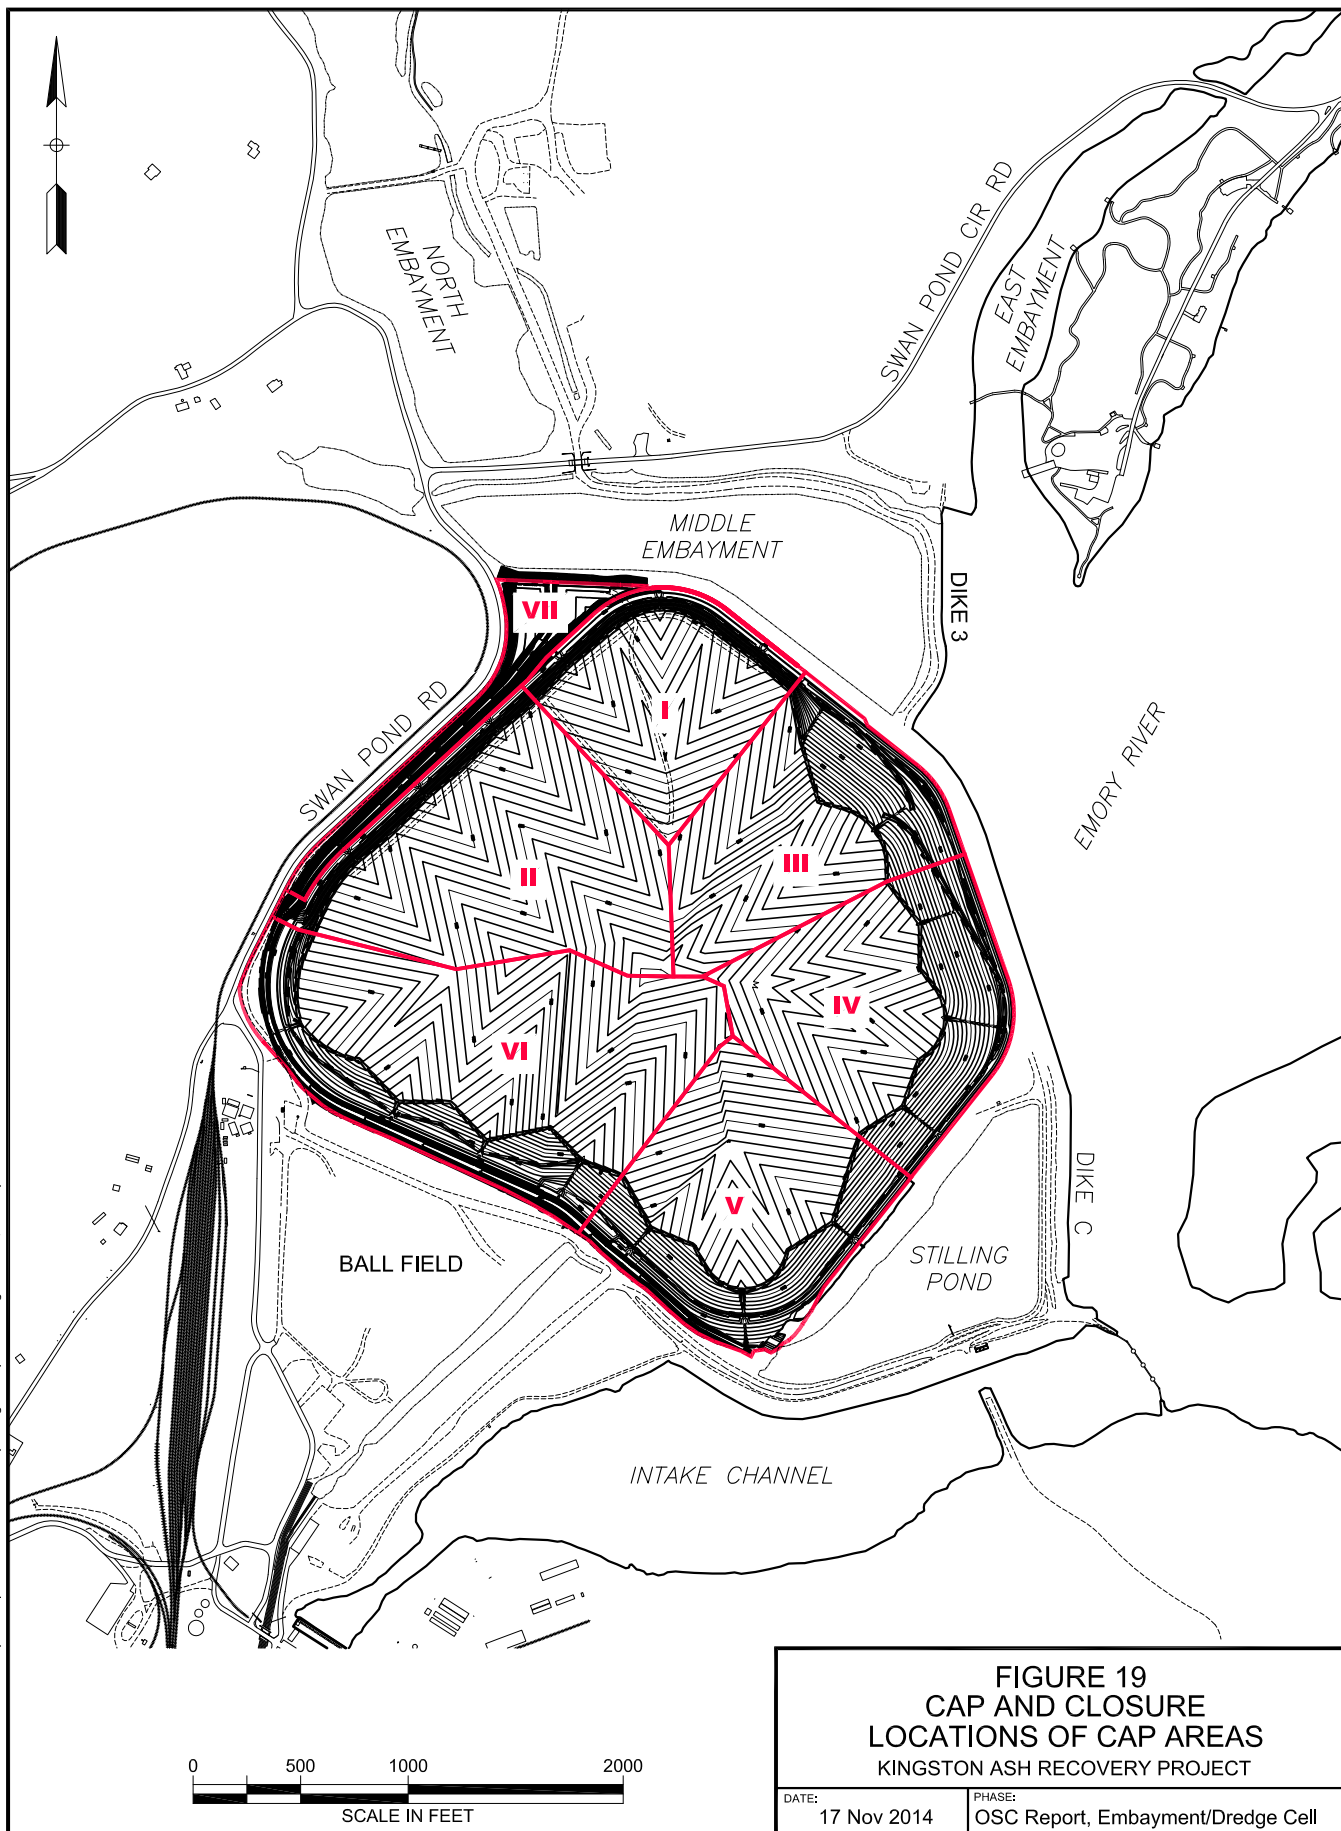 NORTH
EMBAYMENT
SWAN POND CIR RD
EAST
EMBAYMENT
MIDDLE
EMBAYMENT
DIKE 3
VII
I
SWAN POND RD
EMORY RIVER
II
III
IV
VI
V
DIKE C
BALL FIELD
STILLING
POND
INTAKE CHANNEL
0 500 1000 2000
SCALE IN FEET
FIGURE 19
CAP AND CLOSURE
LOCATIONS OF CAP AREAS
KINGSTON ASH RECOVERY PROJECT
DATE:
17 Nov 2014
PHASE:
OSC Report, Embayment/Dredge Cell